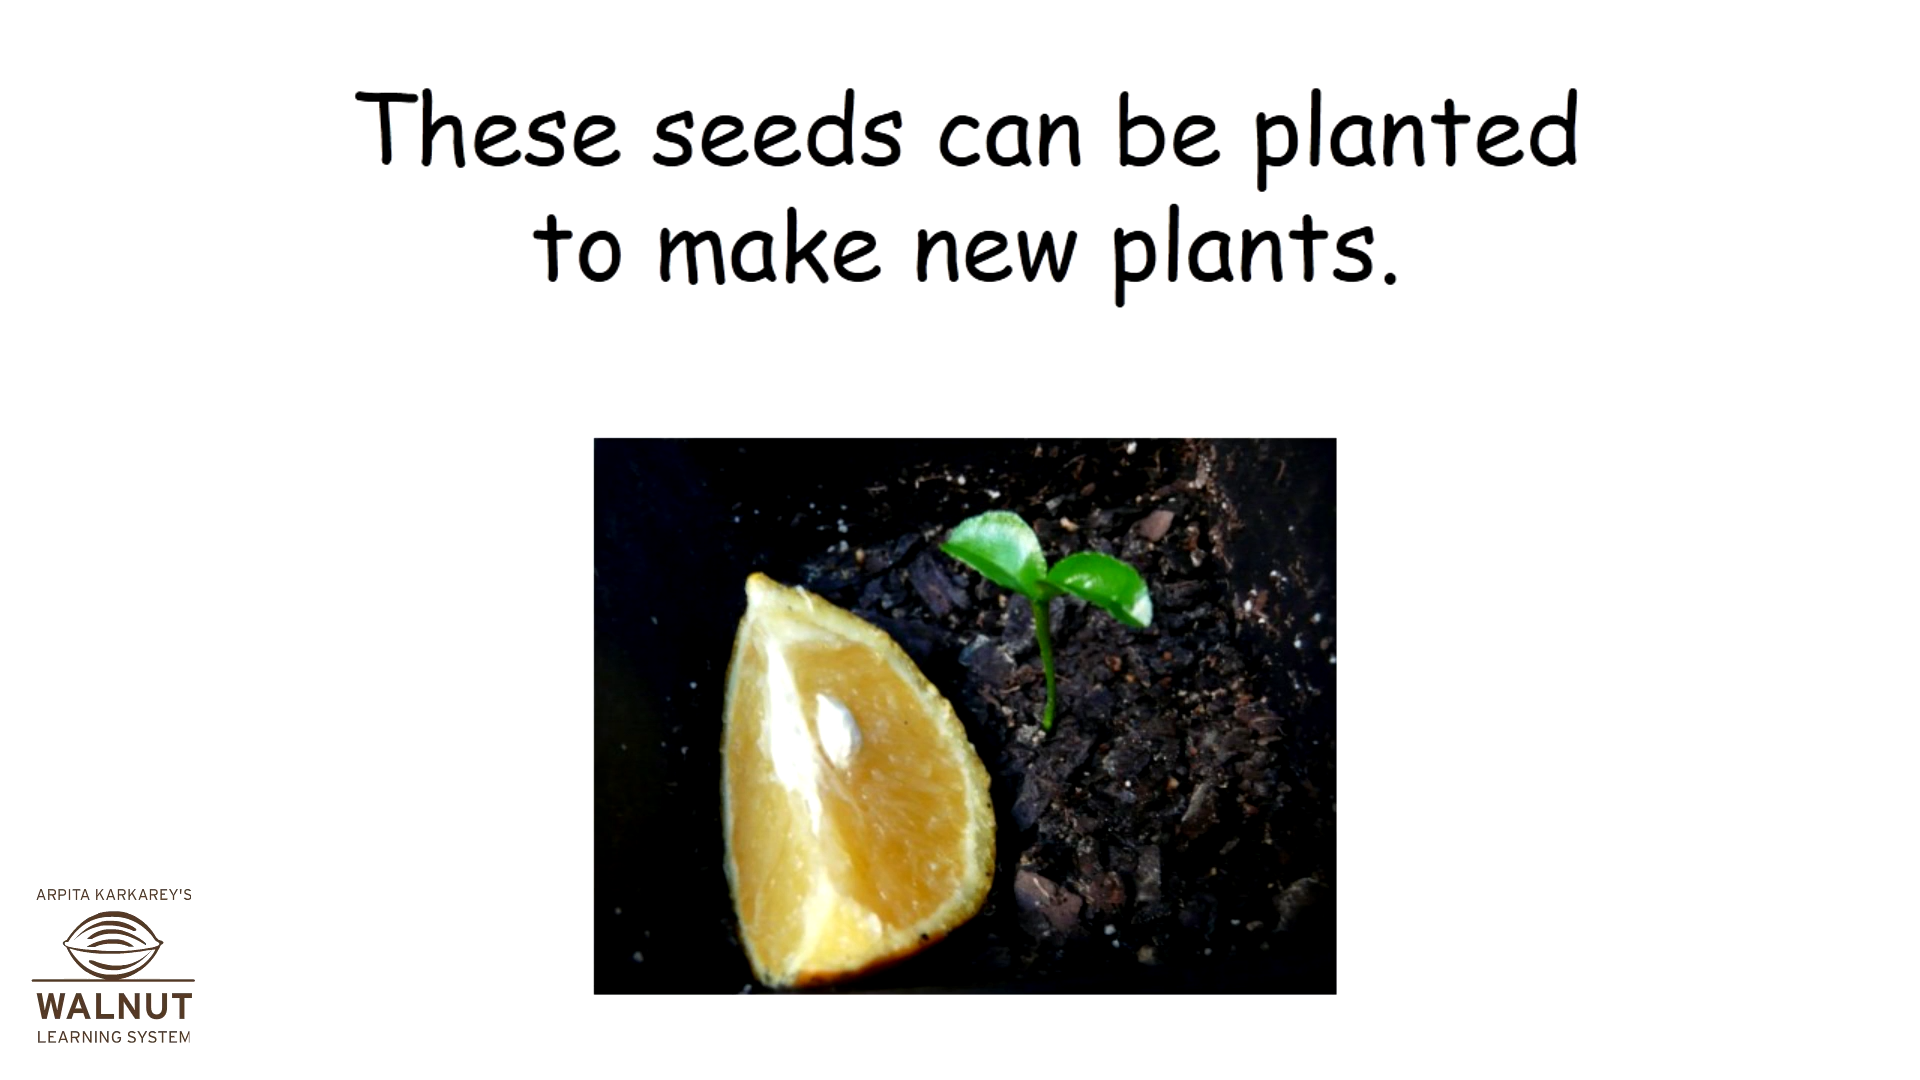 These seeds can be planted
to make new plants.
ARPITA KARKAREY'S
WALNUT
LEARNING SYSTEM